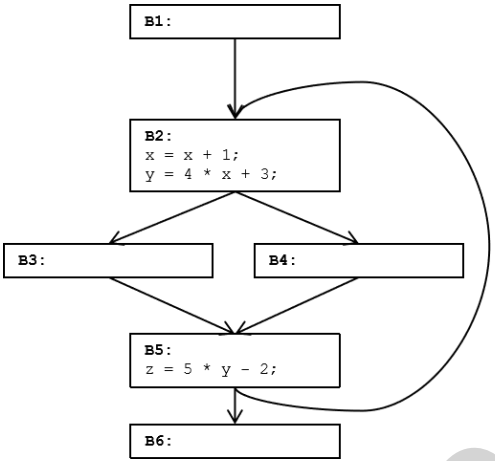 B1:
B2:
x = x + 1;
y = 4 * x + 3;
B3:
B4:
B5:
z = 5 * y - 2;
B6: